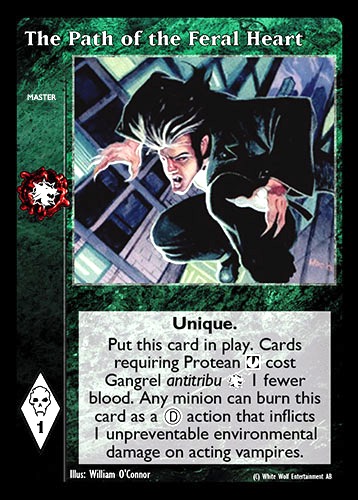 The Path of the Feral Heart
MASTER
Unique.
Put this card in play. Cards
requiring Protean cost
Gangrel antitribu 1 fewer
blood. Any minion can burn this
card as a Ⓓ action that inflicts
1 unpreventable environmental
damage on acting vampires.
1
Illus: William O'Connor
(C) White Wolf Entertainment AB